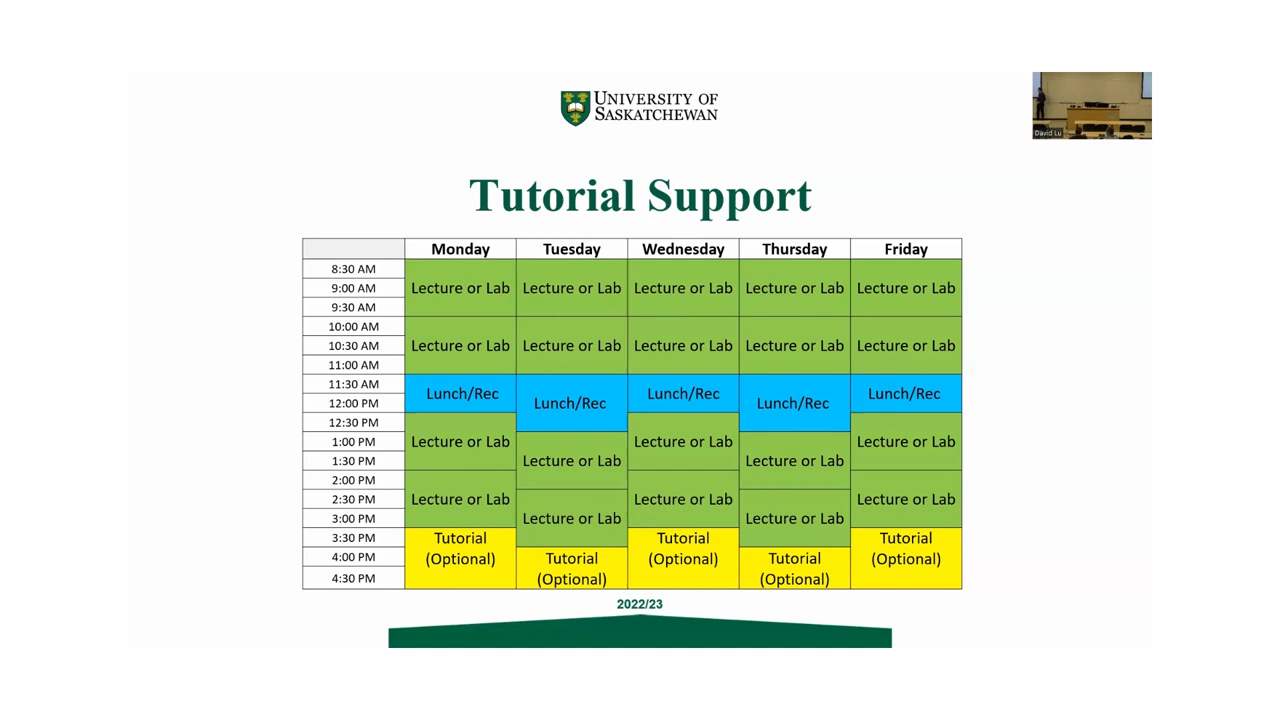 UNIVERSITY OF
SASKATCHEWAN
David Lu
Tutorial Support
Monday Tuesday Wednesday Thursday Friday
8:30 AM
9:00 AM Lecture or Lab Lecture or Lab Lecture or Lab Lecture or Lab Lecture or Lab
9:30 AM
10:00 AM
10:30 AM Lecture or Lab Lecture or Lab Lecture or Lab Lecture or Lab Lecture or Lab
11:00 AM
11:30 AM
Lunch/Rec Lunch/Rec Lunch/Rec
12:00 PM Lunch/Rec Lunch/Rec
12:30 PM
1:00 PM Lecture or Lab Lecture or Lab Lecture or Lab
1:30 PM Lecture or Lab Lecture or Lab
2:00 PM
2:30 PM Lecture or Lab Lecture or Lab Lecture or Lab
3:00 PM Lecture or Lab Lecture or Lab
3:30 PM Tutorial Tutorial Tutorial
4:00 PM (Optional) Tutorial (Optional) Tutorial (Optional)
4:30 PM (Optional) (Optional)
2022/23